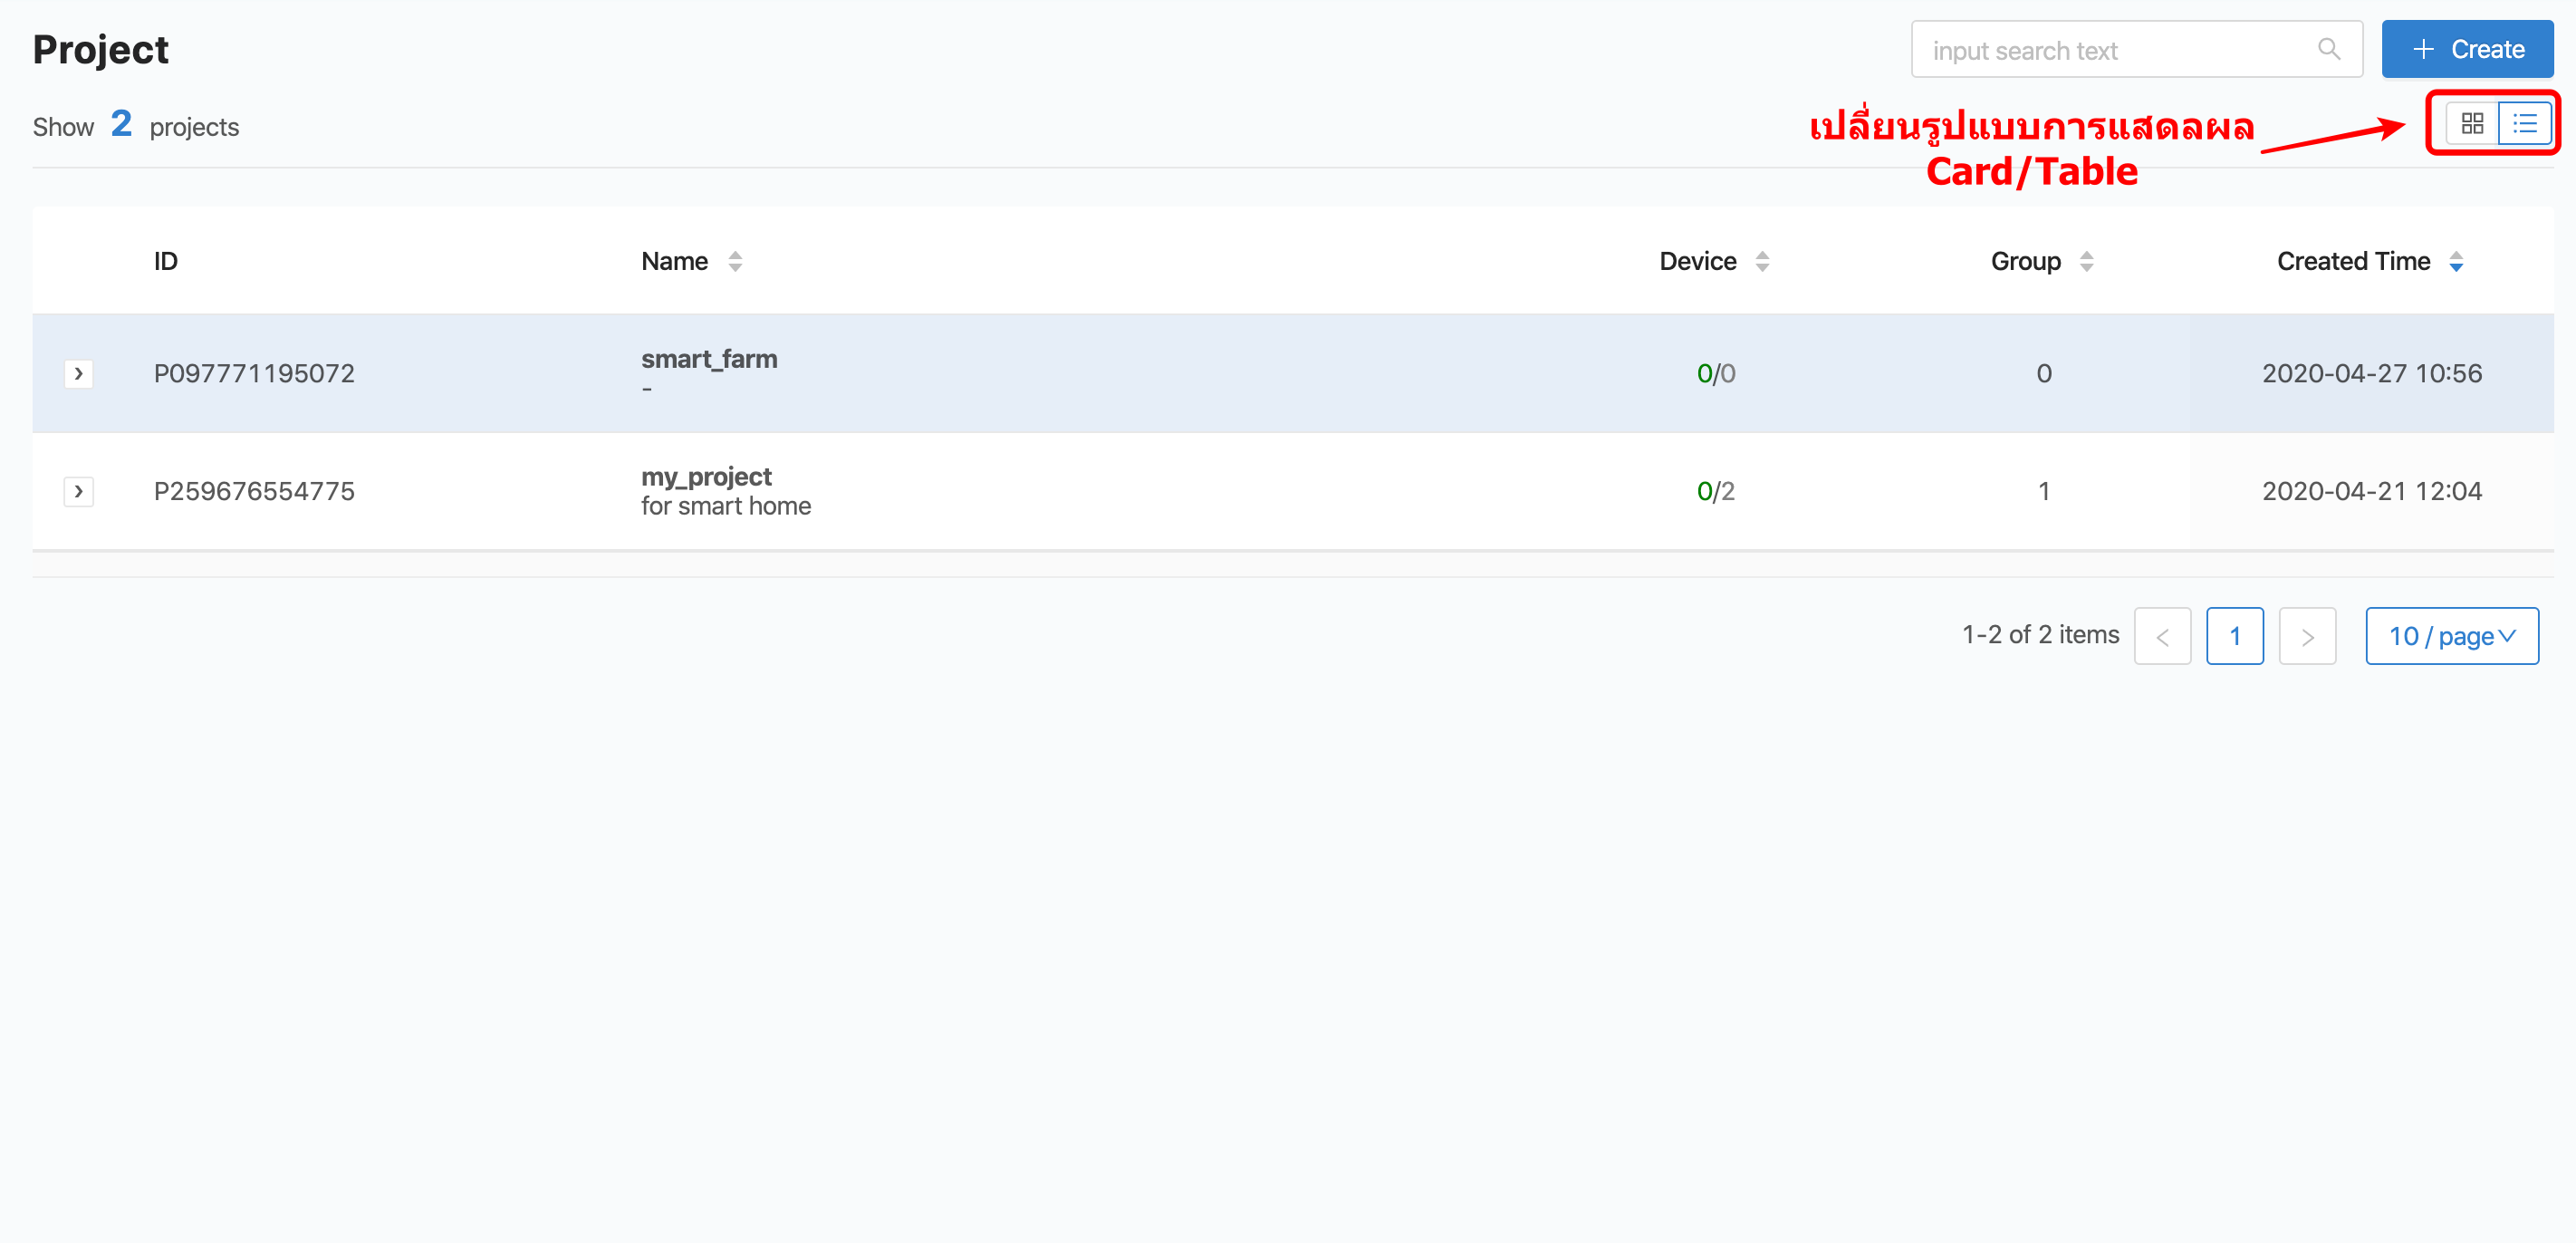 Project
input search text
Create
Show 2 projects
เปลี่ยนรูปแบบการแสดลผล
Card/Table
ID Name Device Group Created Time
P097771195072 smart_farm 0/0 0 2020-04-27 10:56
-
P259676554775 my_project 0/2 1 2020-04-21 12:04
for smart home
1-2 of 2 items < 1 > 10 / page